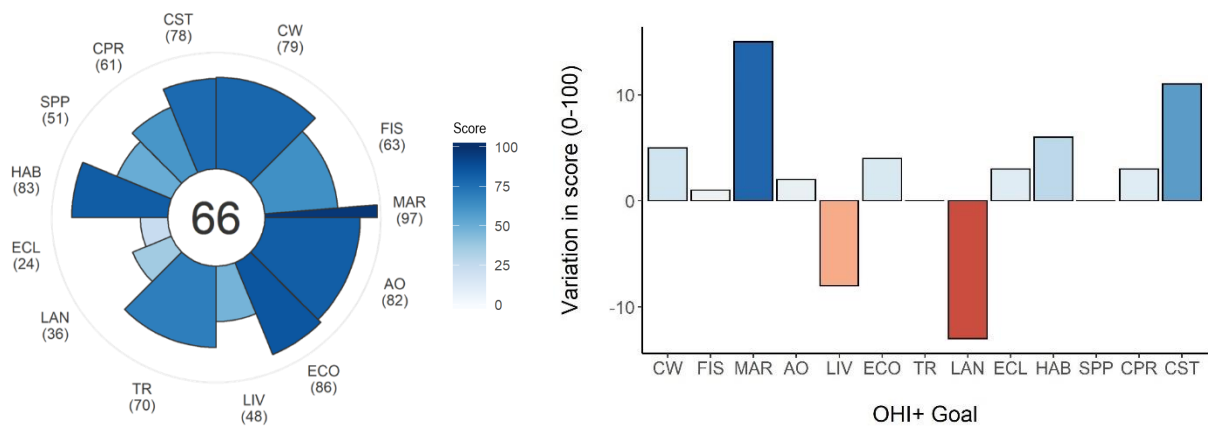 CST
(78)
CW
(79)
CPR
(61)
SPP
(51)
FIS
(63)
HAB
(83)
MAR
(97)
66
ECL
(24)
AO
(82)
LAN
(36)
TR
(70)
LIV
(48)
ECO
(86)
Score
100
75
50
25
0
Variation in score (0-100)
10
0
-10
CW FIS MAR AO LIV ECO TR LAN ECL HAB SPP CPR CST
OHI+ Goal